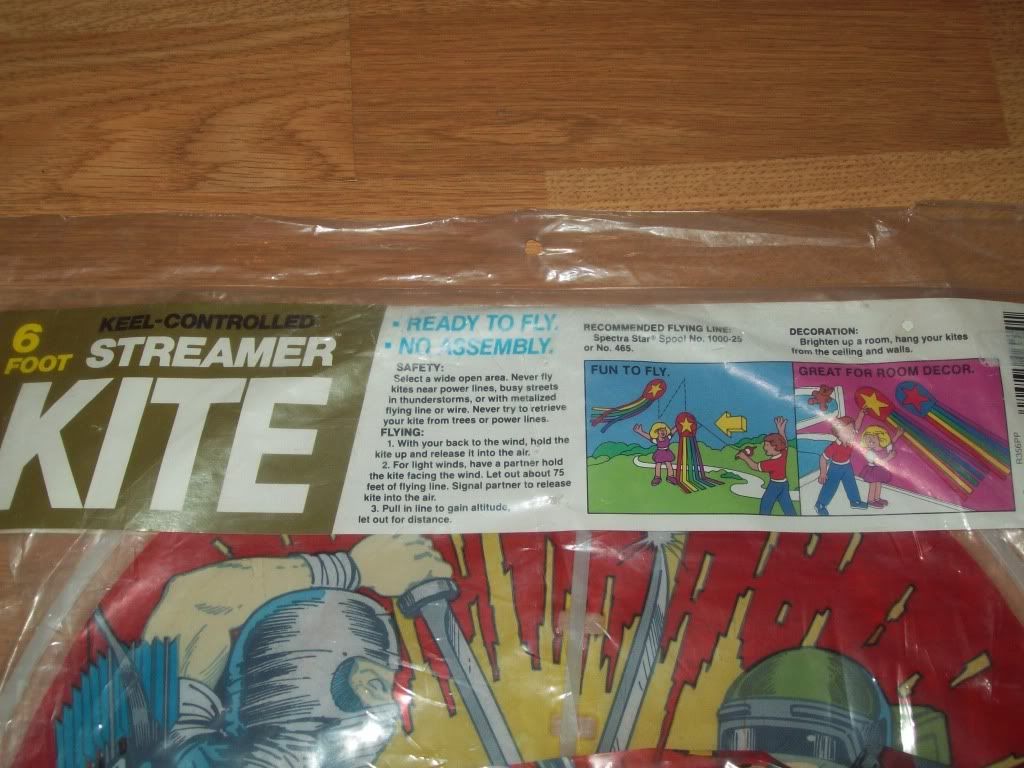 6
FOOT
KEEL-CONTROLLED
STREAMER
KITE
• READY TO FLY.
• NO ASSEMBLY.
SAFETY:
Select a wide open area. Never fly
kites near power lines, busy streets
in thunderstorms, or with metalized
flying line or wire. Never try to retrieve
your kite from trees or power lines.
FLYING:
1. With your back to the wind, hold the
kite up and release it into the air.
2. For light winds, have a partner hold
the kite facing the wind. Let out about 75
feet of flying line. Signal partner to release
kite into the air.
3. Pull in line to gain altitude,
let out for distance.
RECOMMENDED FLYING LINE:
Spectra Star® Spool No. 1000-25
or No. 465.
FUN TO FLY.
DECORATION:
Brighten up a room, hang your kites
from the ceiling and walls.
GREAT FOR ROOM DECOR.
R356PP